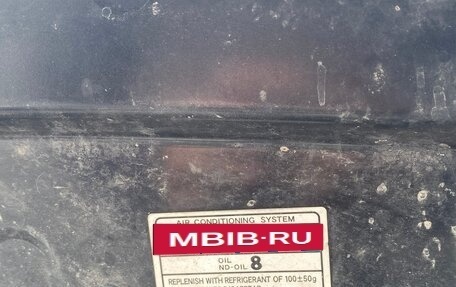 AIR CONDITIONING SYSTEM
MBIB-RU
OIL
ND-OIL 8
REPLENISH WITH REFRIGERANT OF 100±50g